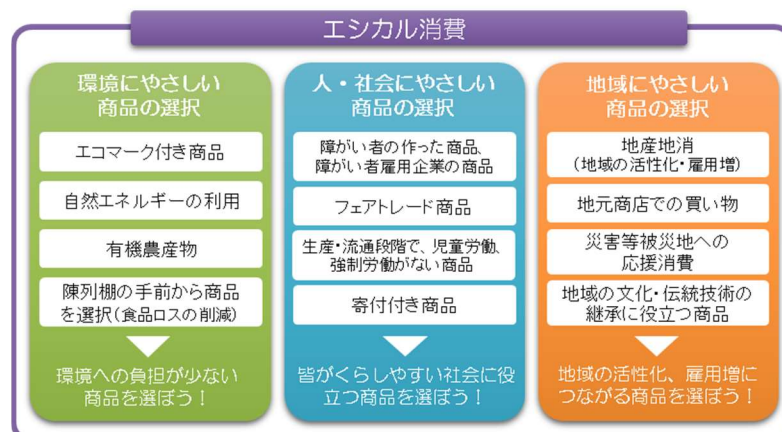 エシカル消費
環境にやさしい
商品の選択
エコマーク付き商品
自然エネルギーの利用
有機農産物
陳列棚の手前から商品
を選択(食品ロスの削減)
環境への負担が少ない
商品を選ぼう！
人・社会にやさしい
商品の選択
障がい者の作った商品、
障がい者雇用企業の商品
フェアトレード商品
生産・流通段階で、児童労働、
強制労働がない商品
寄付付き商品
皆がくらしやすい社会に役
立つ商品を選ぼう！
地域にやさしい
商品の選択
地産地消
(地域の活性化・雇用増)
地元商店での買い物
災害等被災地への
応援消費
地域の文化・伝統技術の
継承に役立つ商品
地域の活性化、雇用増に
つながる商品を選ぼう！